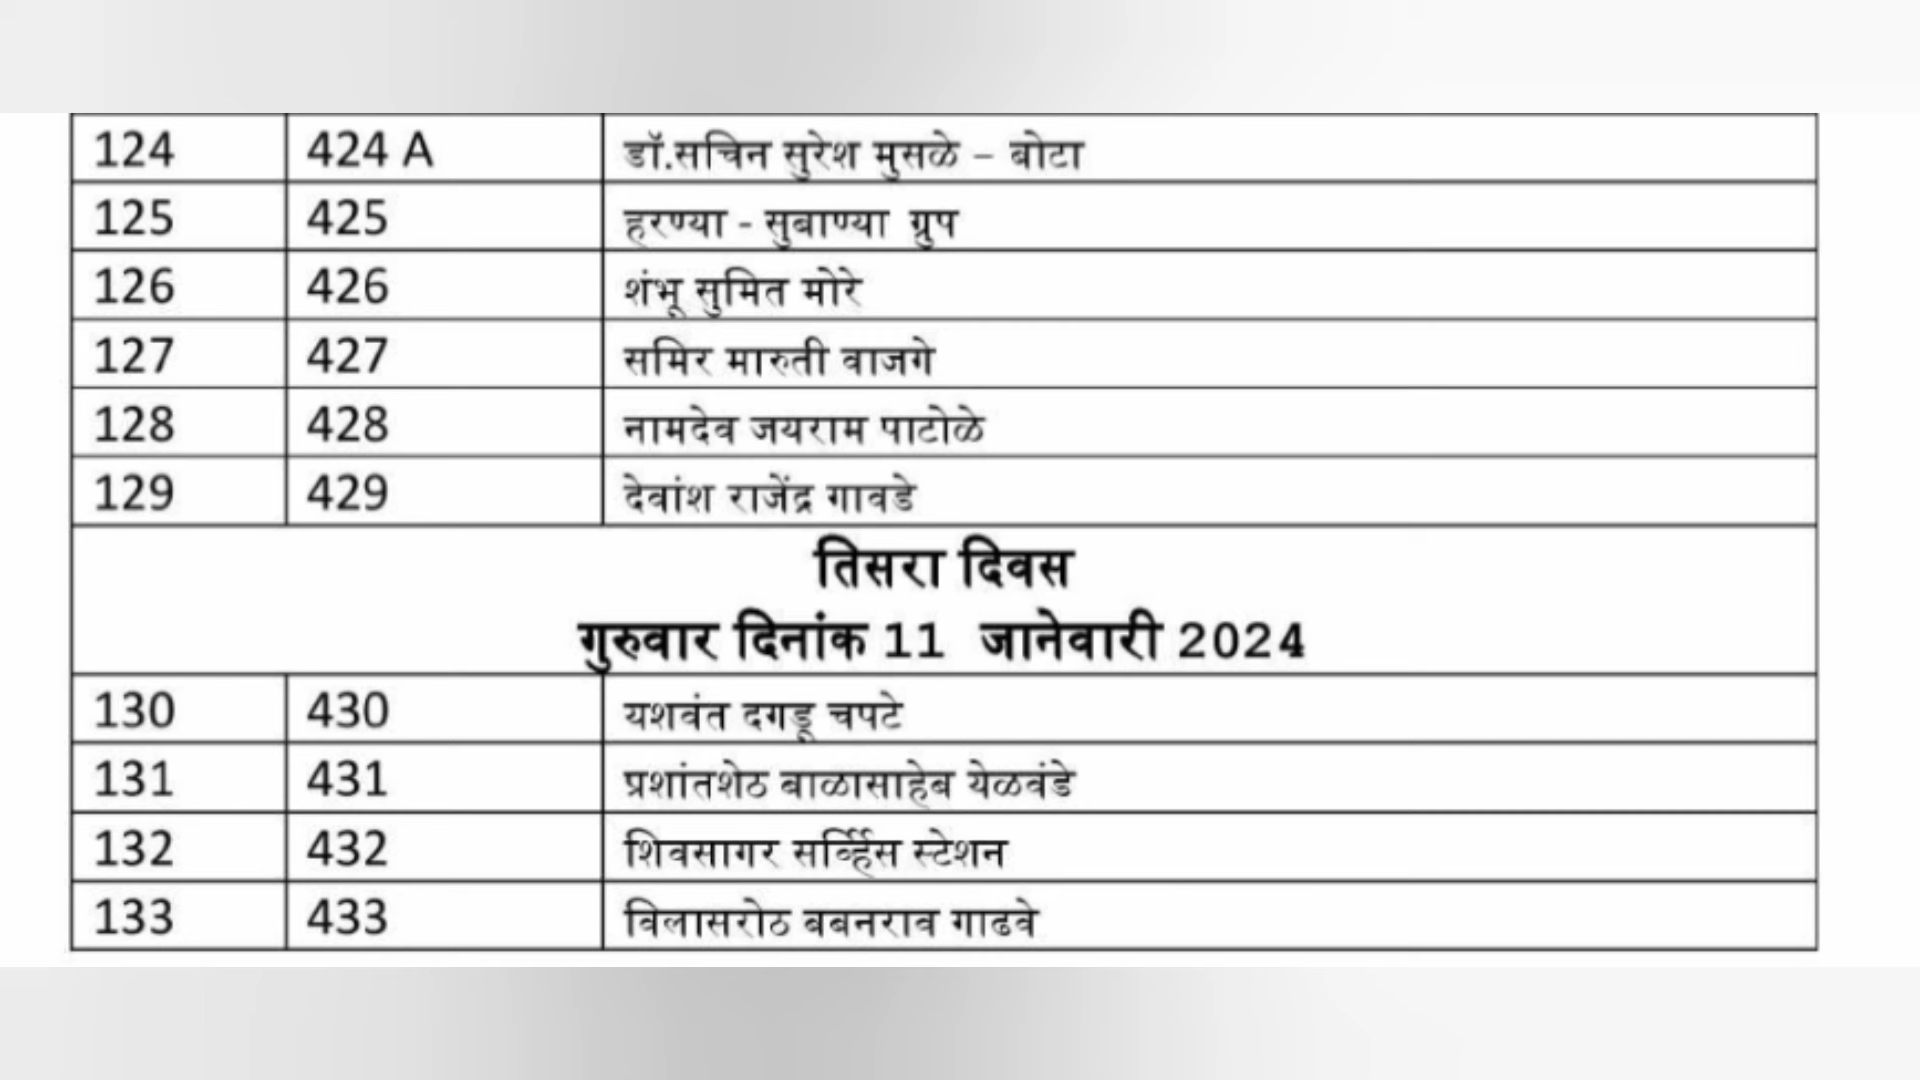 124 424 A डॉ.सचिन सुरेश मुसळे – बोटा
125 425 हरण्या - सुबाण्या ग्रुप
126 426 शंभू सुमित मोरे
127 427 समिर मारुती वाजगे
128 428 नामदेव जयराम पाटोळे
129 429 देवांश राजेंद्र गावडे
तिसरा दिवस
गुरुवार दिनांक 11 जानेवारी 2024
130 430 यशवंत दगडू चपटे
131 431 प्रशांतशेठ बाळासाहेब येळवंडे
132 432 शिवसागर सर्व्हिस स्टेशन
133 433 विलासरोठ बबनराव गाढवे